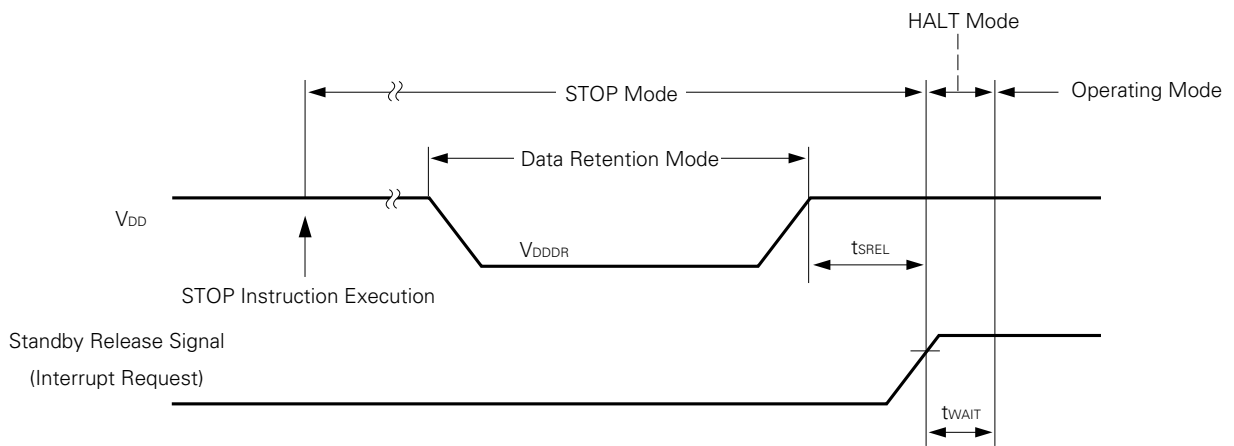 HALT Mode
STOP Mode
Operating Mode
Data Retention Mode
VDD
VDDDR
tSREL
STOP Instruction Execution
Standby Release Signal
(Interrupt Request)
tWAIT